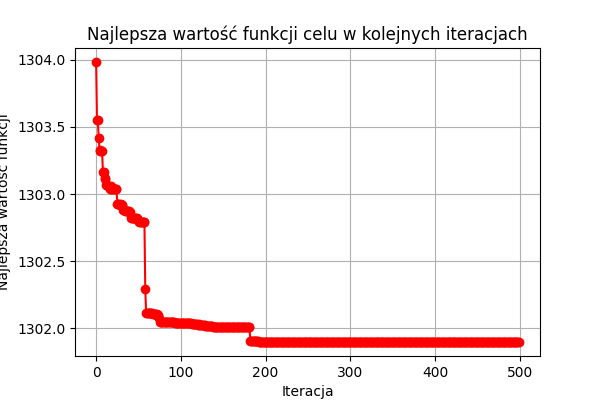 Najlepsza wartość funkcji celu w kolejnych iteracjach
Najlepsza wartość funkcji
1304.0
1303.5
1303.0
1302.5
1302.0
0 100 200 300 400 500
Iteracja